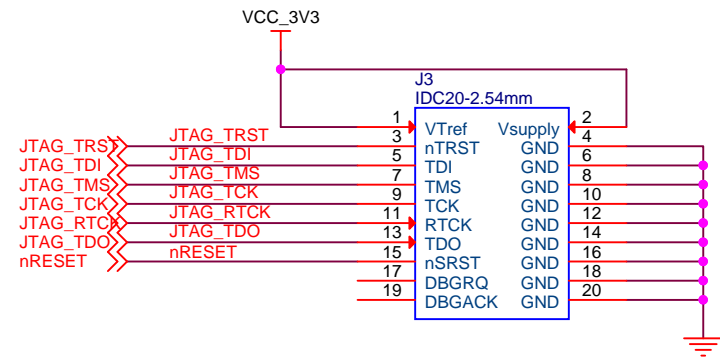 VCC_3V3
J3
IDC20-2.54mm
1 VTref Vsupply 2
JTAG_TRST JTAG_TRST 3 nTRST GND 4
JTAG_TDI JTAG_TDI 5 TDI GND 6
JTAG_TMS JTAG_TMS 7 TMS GND 8
JTAG_TCK JTAG_TCK 9 TCK GND 10
JTAG_RTCK JTAG_RTCK 11 RTCK GND 12
JTAG_TDO JTAG_TDO 13 TDO GND 14
nRESET nRESET 15 nSRST GND 16
17 DBGRQ GND 18
19 DBGACK GND 20